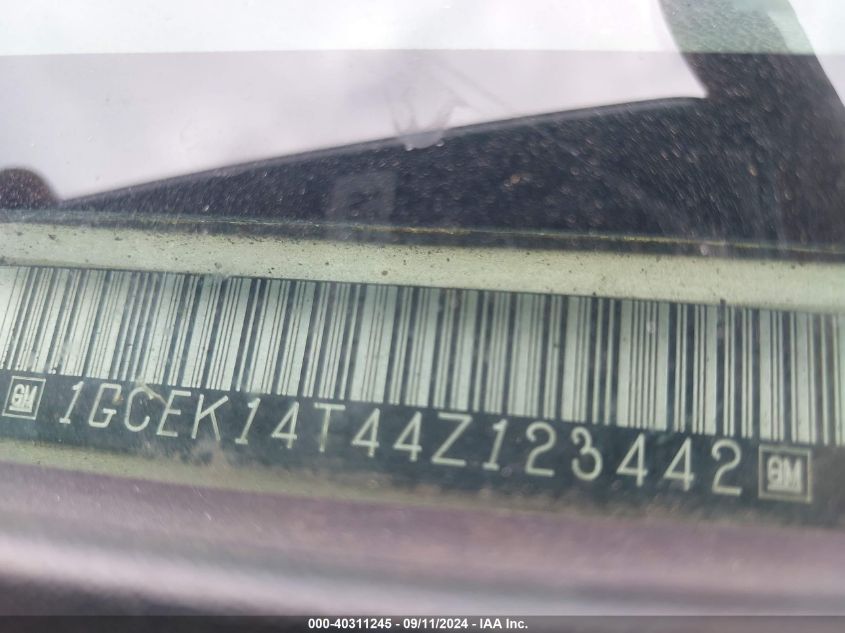 GM 1GCEK14T44Z123442 GM
000-40311245 - 09/11/2024 - IAA Inc.